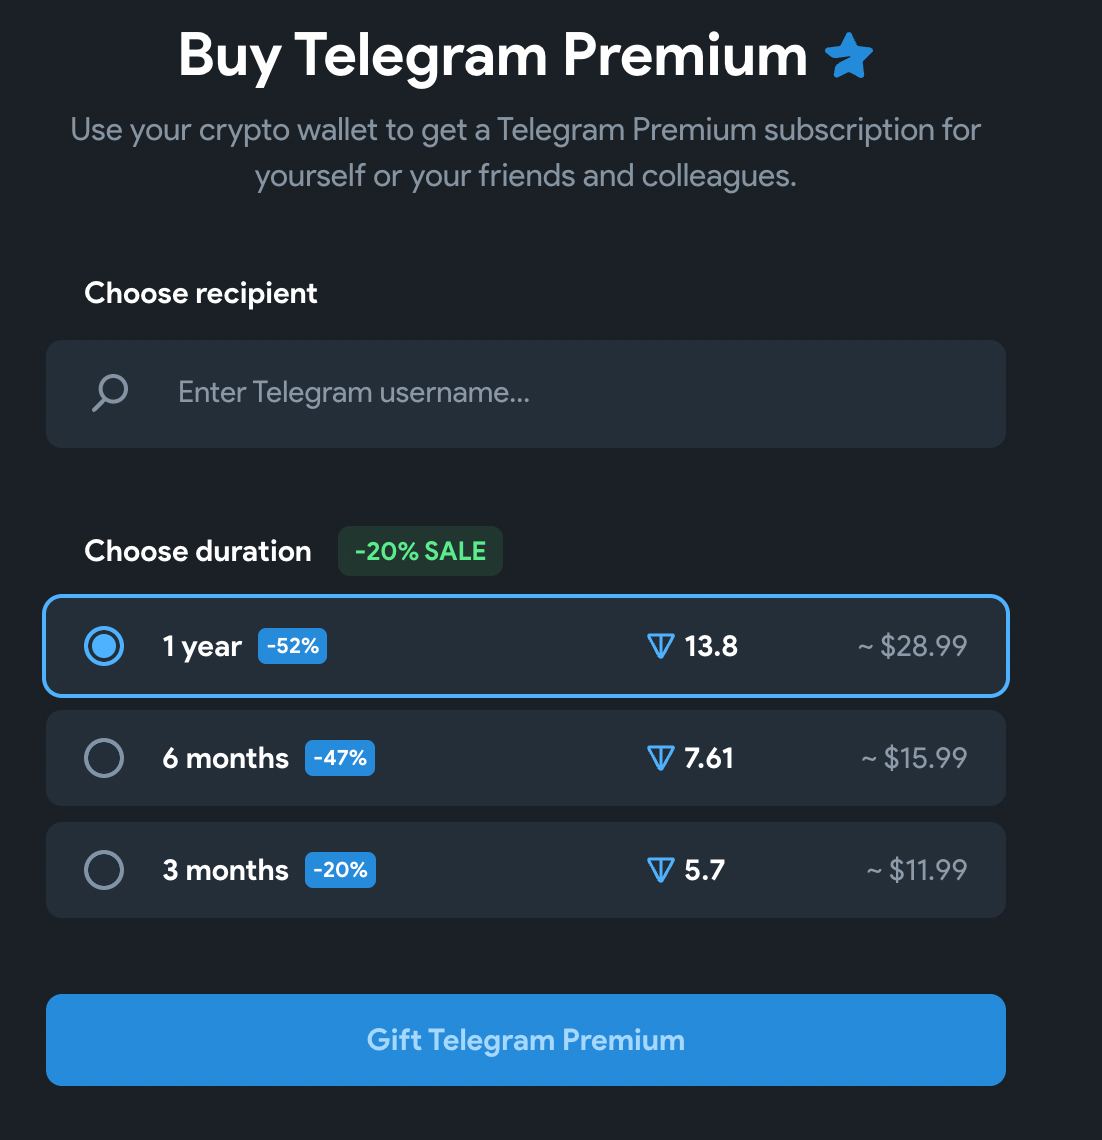 Buy Telegram Premium
Use your crypto wallet to get a Telegram Premium subscription for
yourself or your friends and colleagues.
Choose recipient
Enter Telegram username...
Choose duration -20% SALE
1 year -52% 13.8 ~ $28.99
6 months -47% 7.61 ~ $15.99
3 months -20% 5.7 ~ $11.99
Gift Telegram Premium